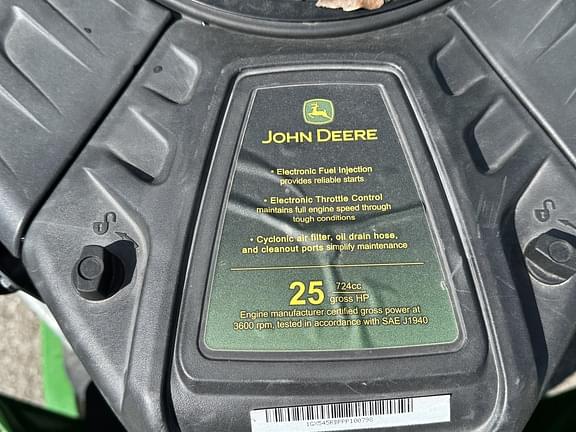 JOHN DEERE
• Electronic Fuel Injection
provides reliable starts
• Electronic Throttle Control
maintains full engine speed through
tough conditions
• Cyclonic air filter, oil drain hose,
and cleanout ports simplify maintenance
25 724cc
gross HP
Engine manufacturer certified gross power at
3600 rpm, tested in accordance with SAE J1940